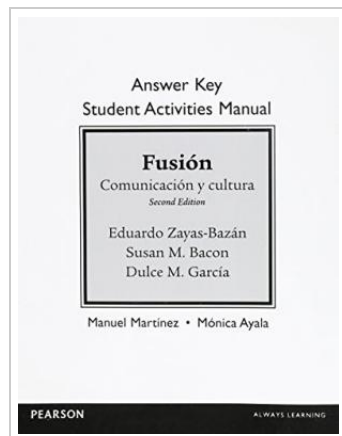 Answer Key
Student Activities Manual
Fusión
Comunicación y cultura
Second Edition
Eduardo Zayas-Bazán
Susan M. Bacon
Dulce M. García
Manuel Martínez • Mónica Ayala
PEARSON
ALWAYS LEARNING